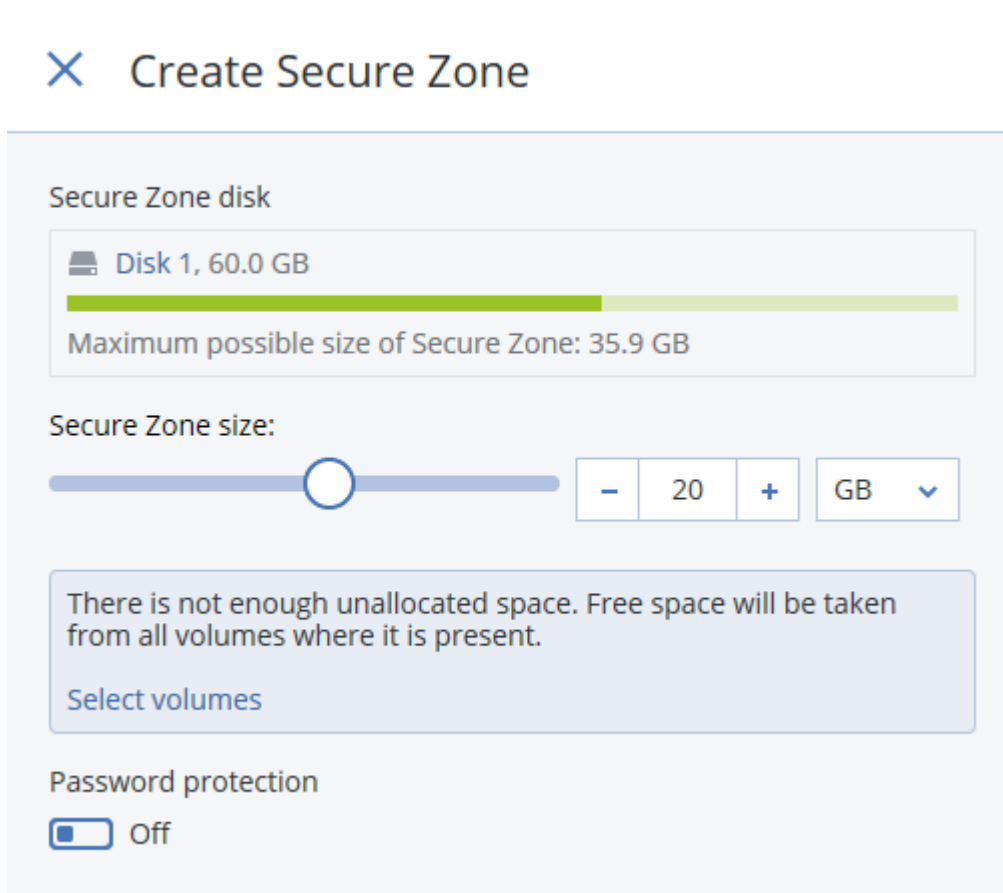 Create Secure Zone
Secure Zone disk
Disk 1, 60.0 GB
Maximum possible size of Secure Zone: 35.9 GB
Secure Zone size:
− 20 + GB
There is not enough unallocated space. Free space will be taken
from all volumes where it is present.
Select volumes
Password protection
Off